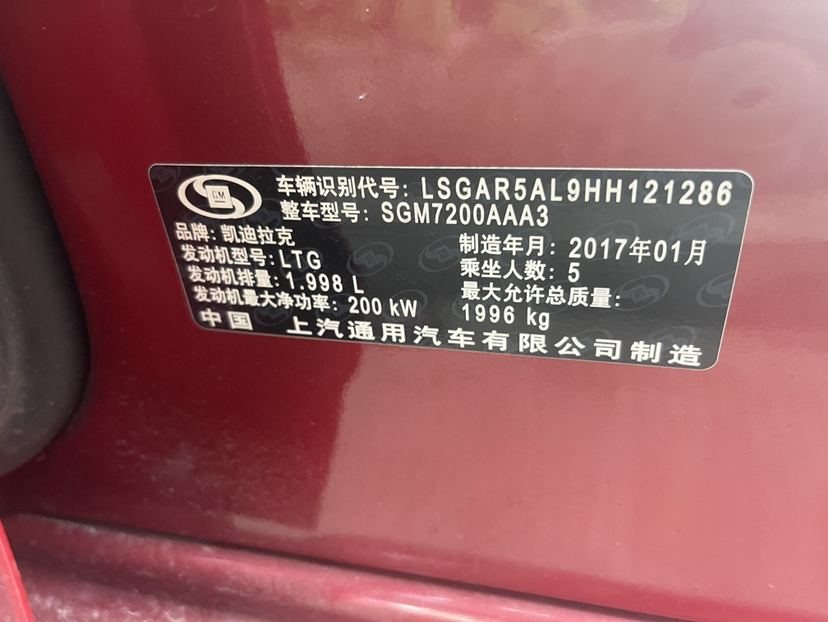 GM
车辆识别代号: LSGAR5AL9HH121286
整车型号: SGM7200AAA3
品牌: 凯迪拉克
制造年月: 2017年01月
发动机型号: LTG
乘坐人数: 5
发动机排量: 1.998 L
最大允许总质量:
发动机最大净功率: 200 kW
1996 kg
中国 上汽通用汽车有限公司制造